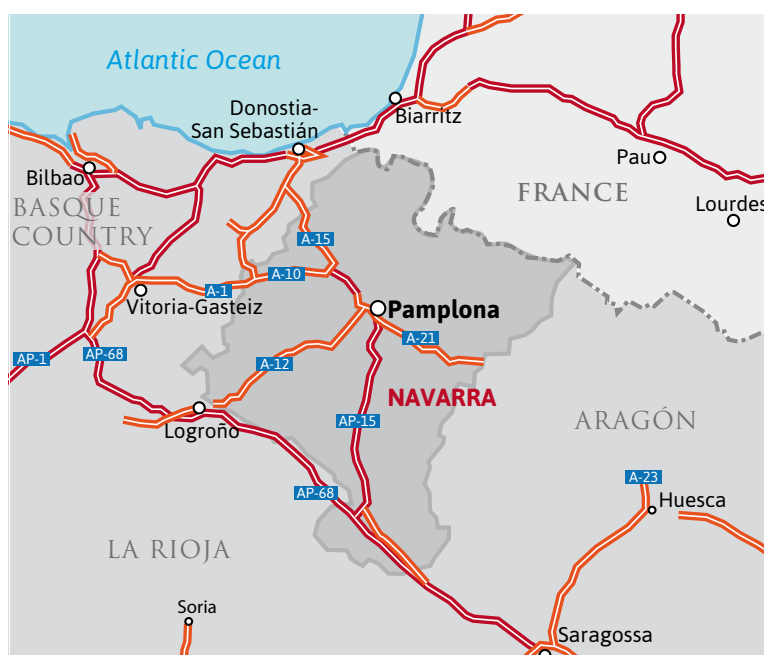 Atlantic Ocean
Donostia-
San Sebastián
Biarritz
Bilbao
Pau
BASQUE
COUNTRY
FRANCE
Lourdes
A-15
A-10
A-1
Vitoria-Gasteiz
Pamplona
AP-1
AP-68
A-21
A-12
NAVARRA
AP-15
ARAGÓN
Logroño
A-23
AP-68
Huesca
LA RIOJA
Soria
Saragossa